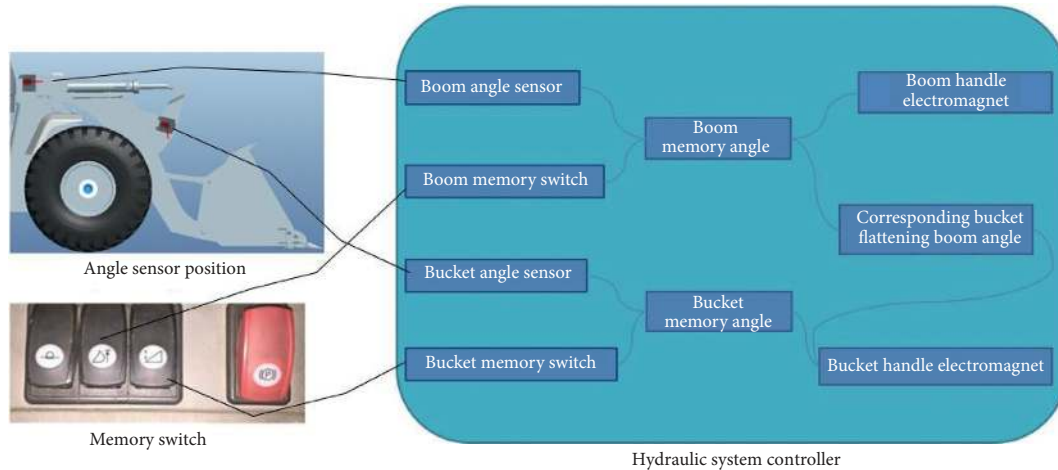 Boom angle sensor
Boom handle
electromagnet
Boom
memory angle
Boom memory switch
Corresponding bucket
flattening boom angle
Angle sensor position
Bucket angle sensor
Bucket
memory angle
Bucket memory switch
Bucket handle electromagnet
(P)
Memory switch
Hydraulic system controller